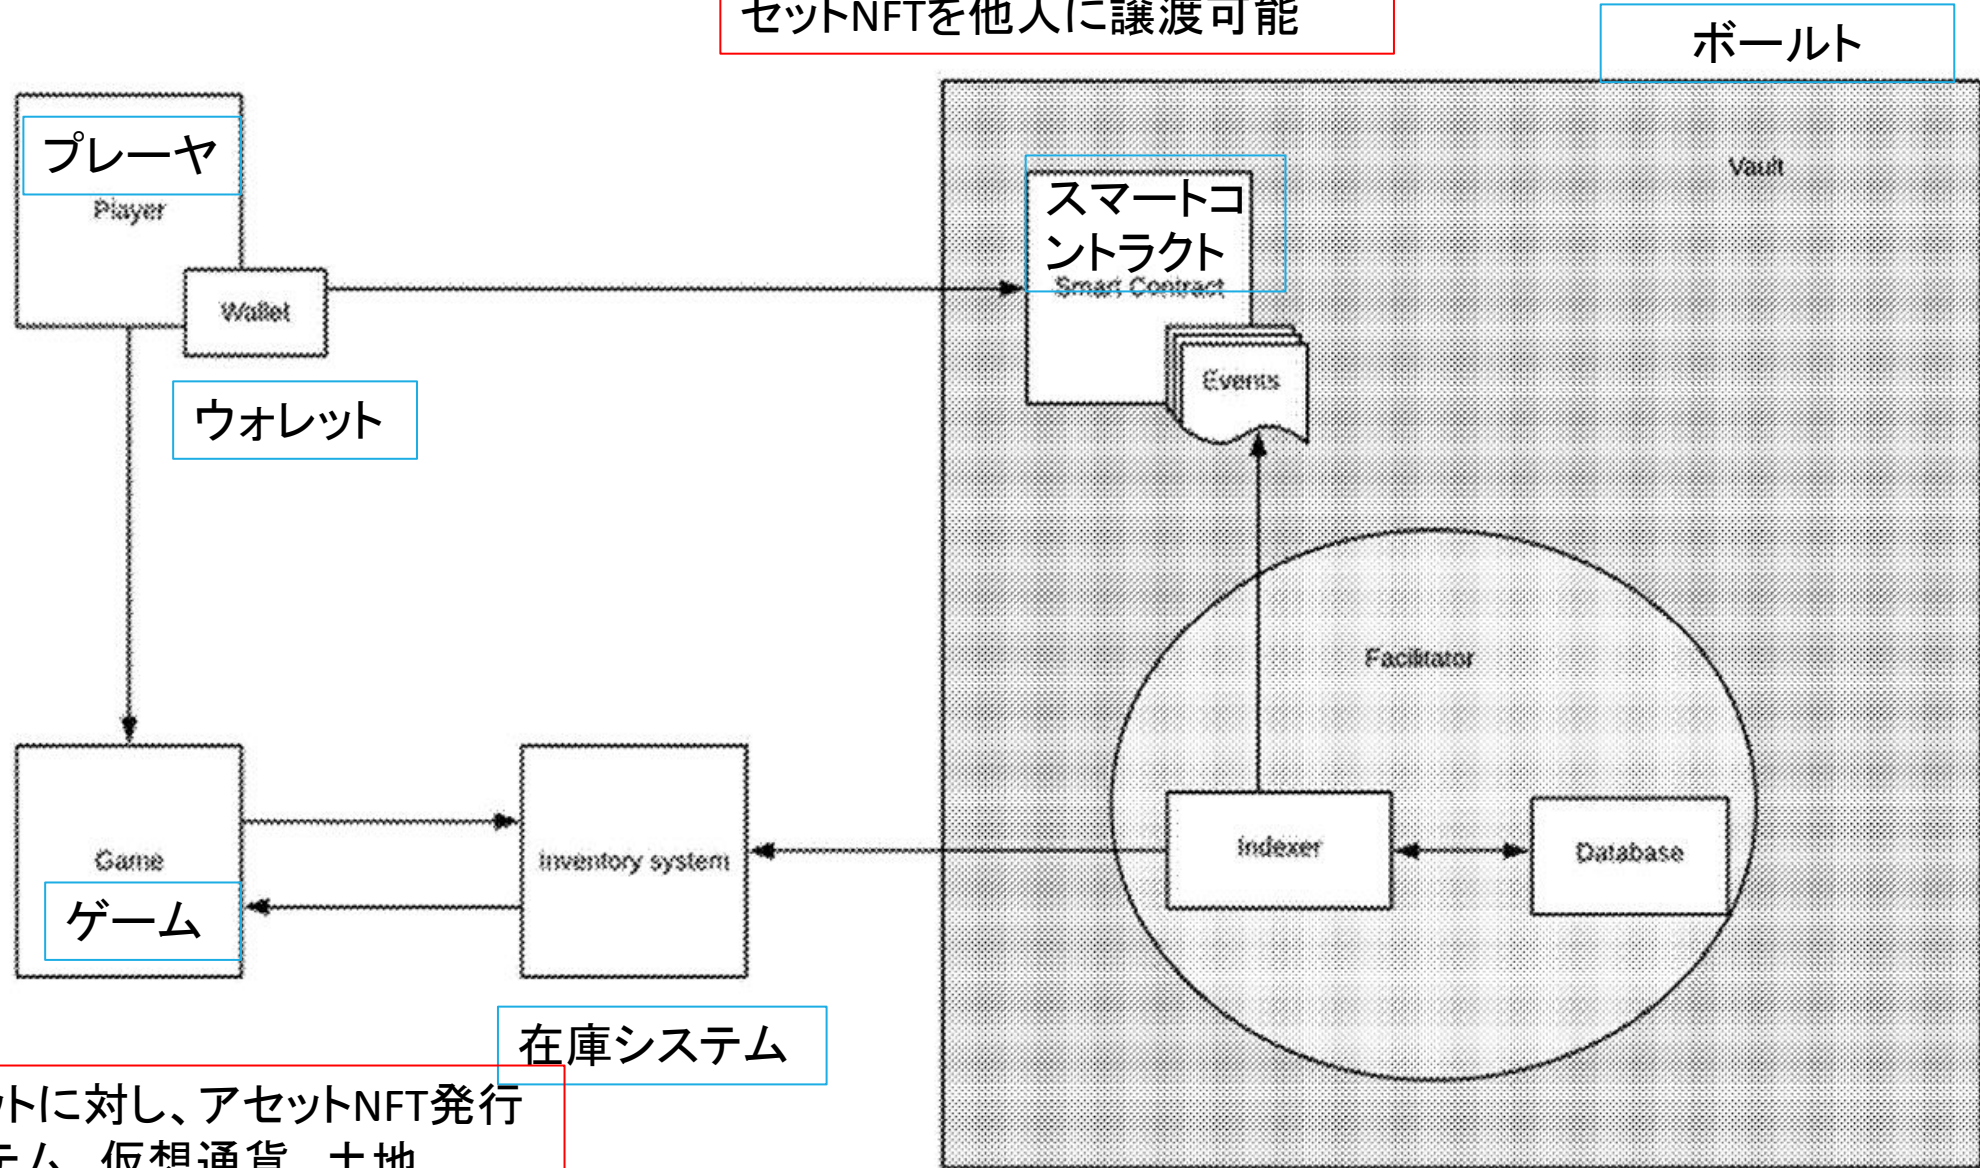 セットNFTを他人に譲渡可能
ボールト
プレーヤ
Player
Vault
スマートコ
ントラクト
Smart Contract
Wallet
Events
ウォレット
Facilitator
Game
Inventory system
Indexer
Database
ゲーム
在庫システム
ットに対し、アセットNFT発行
テム、仮想通貨、土地